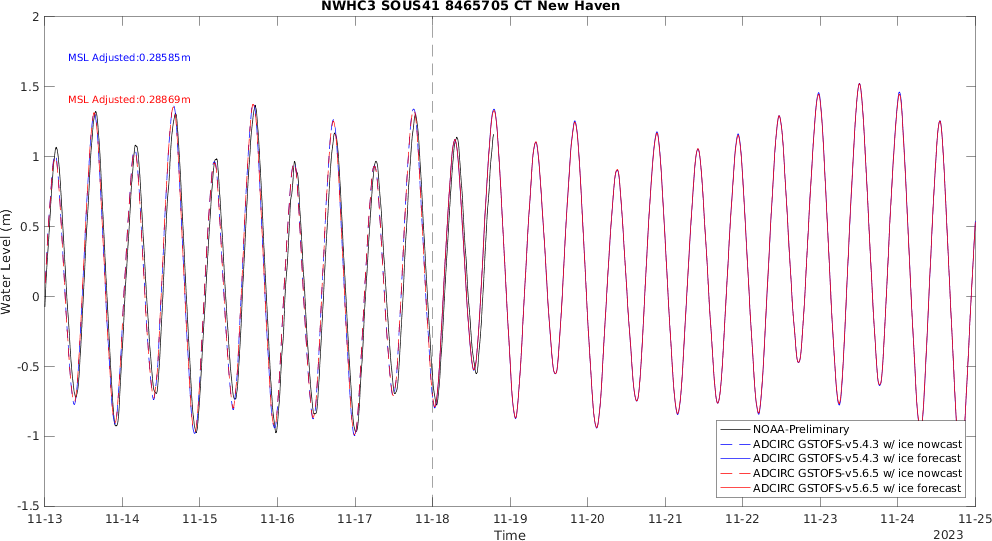 NWHC3 SOUS41 8465705 CT New Haven
2
MSL Adjusted:0.28585m
1.5
MSL Adjusted:0.28869m
1
0.5
Water Level (m)
0
-0.5
-1
NOAA-Preliminary
ADCIRC GSTOFS-v5.4.3 w/ ice nowcast
ADCIRC GSTOFS-v5.4.3 w/ ice forecast
ADCIRC GSTOFS-v5.6.5 w/ ice nowcast
ADCIRC GSTOFS-v5.6.5 w/ ice forecast
-1.5
11-13 11-14 11-15 11-16 11-17 11-18 11-19 11-20 11-21 11-22 11-23 11-24 11-25
Time
2023